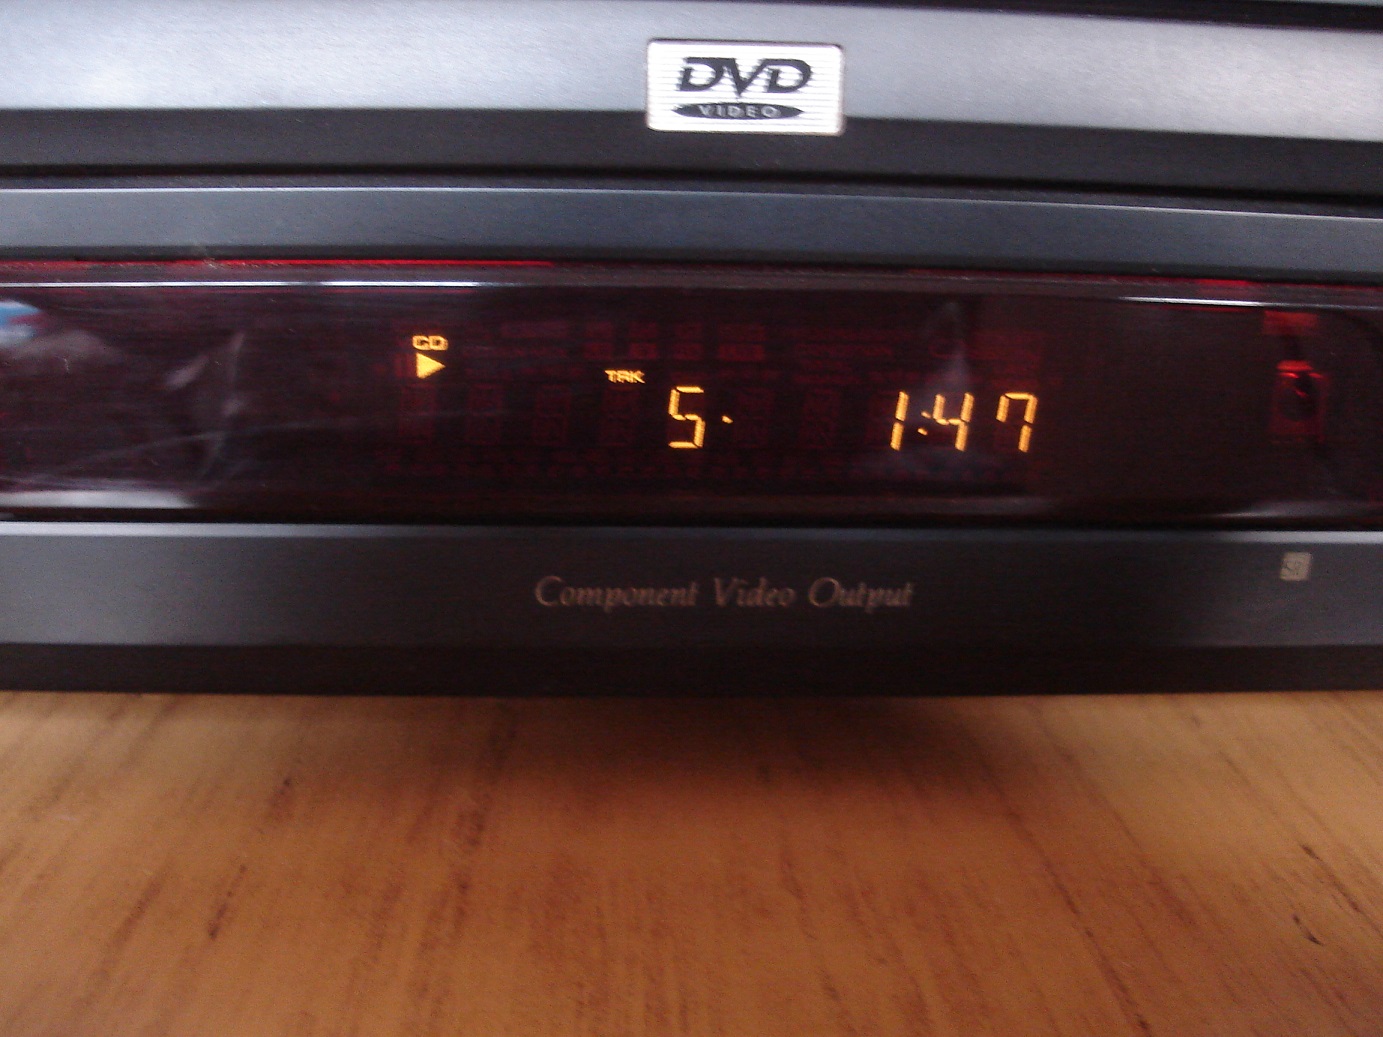 DVD
VIDEO
CD
TRK
5
1:47
Component Video Output